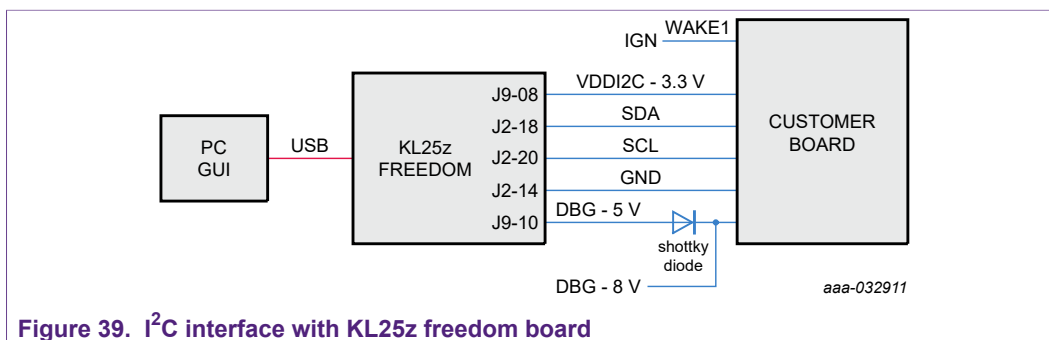 IGN WAKE1
J9-08 VDDI2C - 3.3 V
J2-18 SDA
PC
GUI
USB
KL25z
FREEDOM
J2-20 SCL
CUSTOMER
BOARD
J2-14 GND
J9-10 DBG - 5 V
shottky
diode
DBG - 8 V
aaa-032911
Figure 39. I²C interface with KL25z freedom board